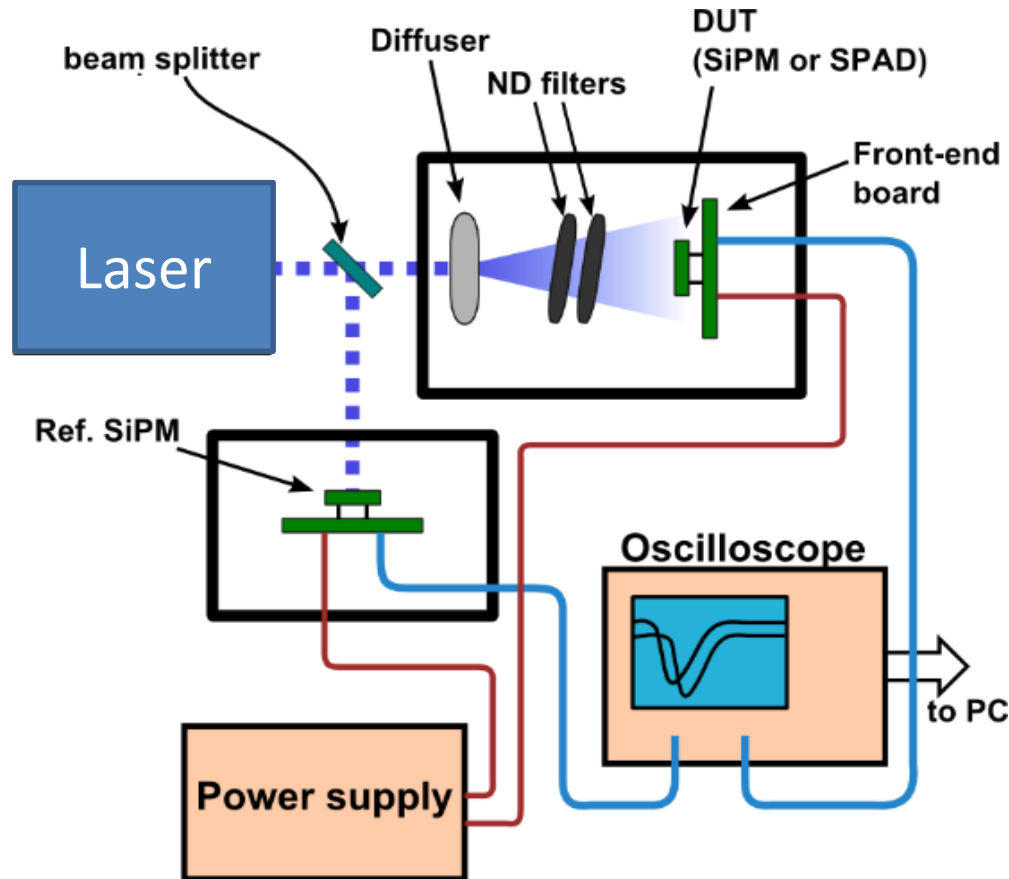 beam splitter
Diffuser
ND filters
DUT
(SiPM or SPAD)
Front-end
board
Laser
Ref. SiPM
Oscilloscope
to PC
Power supply